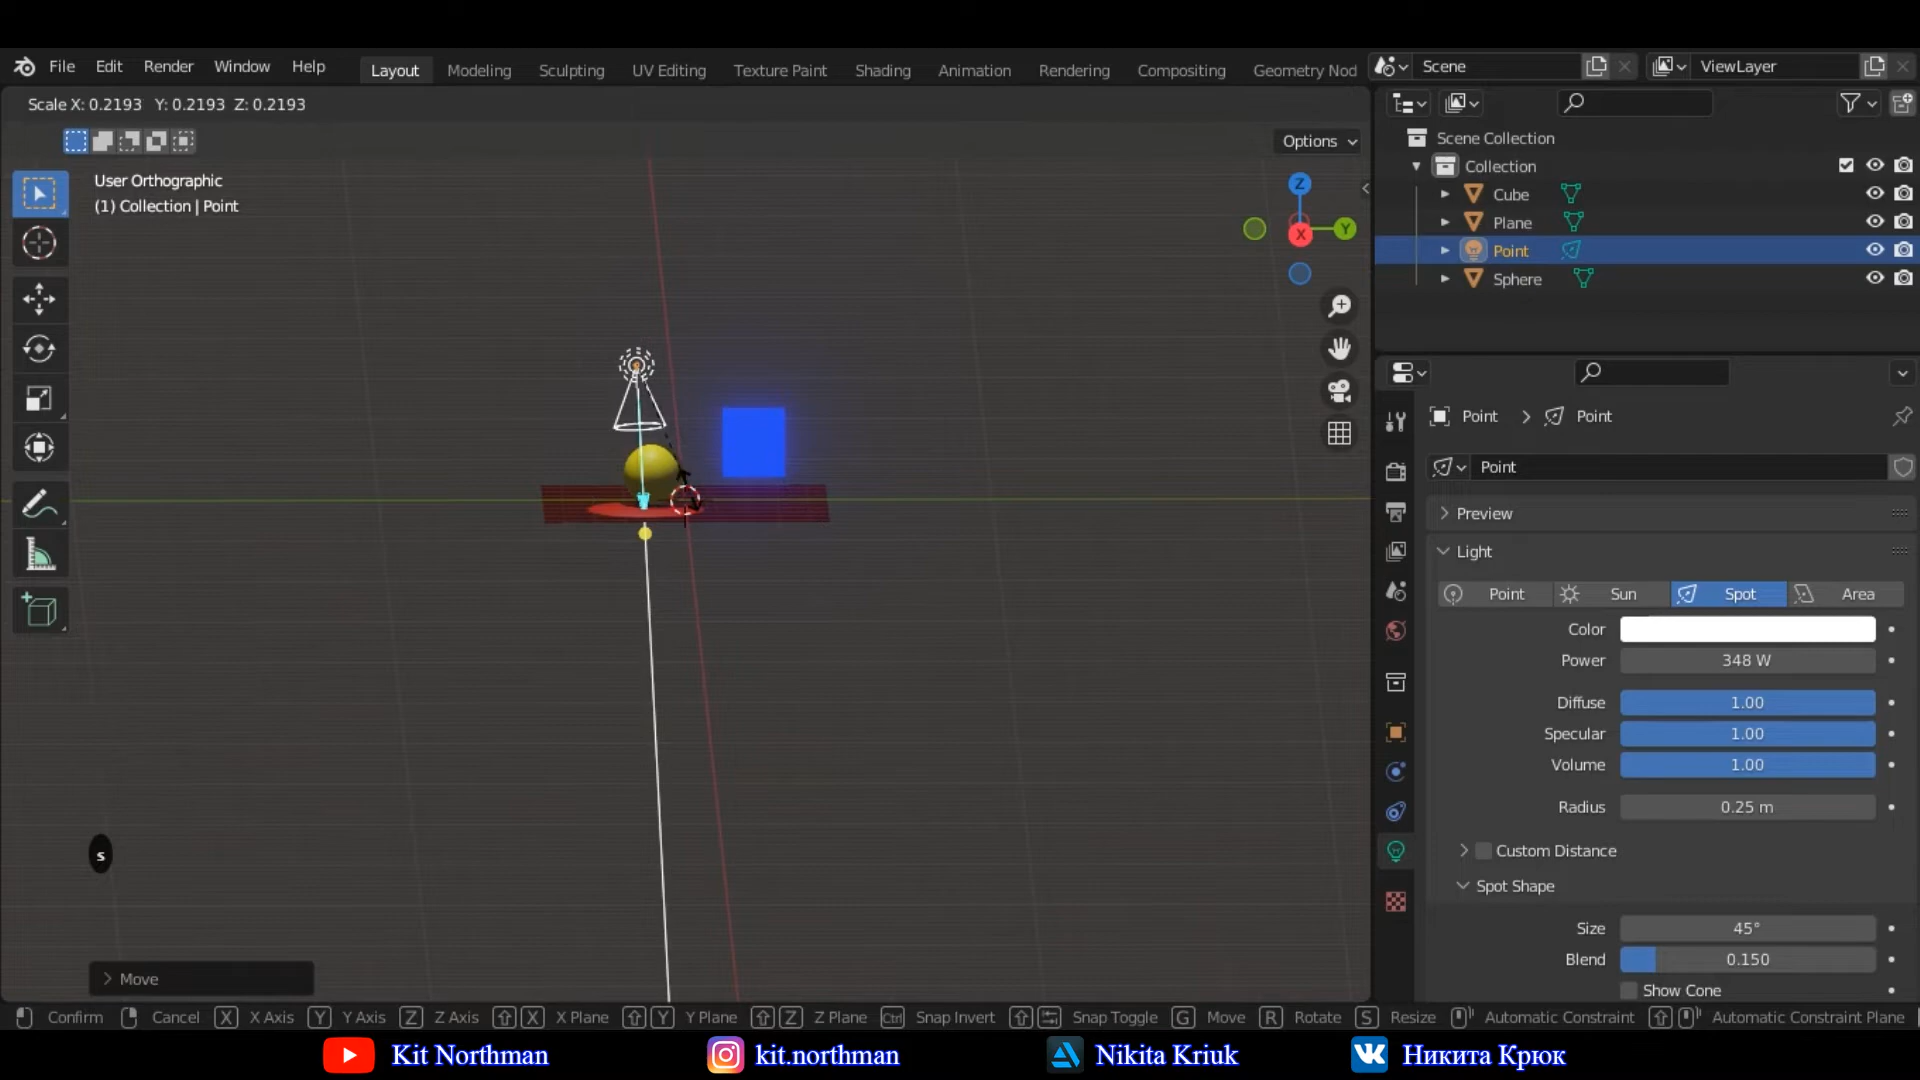 File Edit Render Window Help
Layout Modeling Sculpting UV Editing Texture Paint Shading Animation Rendering Compositing Geometry Nod
Scene
ViewLayer
Scale X: 0.2193 Y: 0.2193 Z: 0.2193
Options
User Orthographic
(1) Collection | Point
Z
Y
X
Scene Collection
Collection
Cube
Plane
Point
Sphere
Point > Point
Point
Preview
Light
Point Sun Spot Area
Color
Power 348 W
Diffuse 1.00
Specular 1.00
Volume 1.00
Radius 0.25 m
Custom Distance
Spot Shape
Size 45°
Blend 0.150
Show Cone
s
Move
Confirm Cancel X X Axis Y Y Axis Z Z Axis X X Plane Y Y Plane Z Z Plane Ctrl Snap Invert Snap Toggle G Move R Rotate S Resize Automatic Constraint Automatic Constraint Plane
Kit Northman kit.northman Nikita Kriuk Никита Крюк